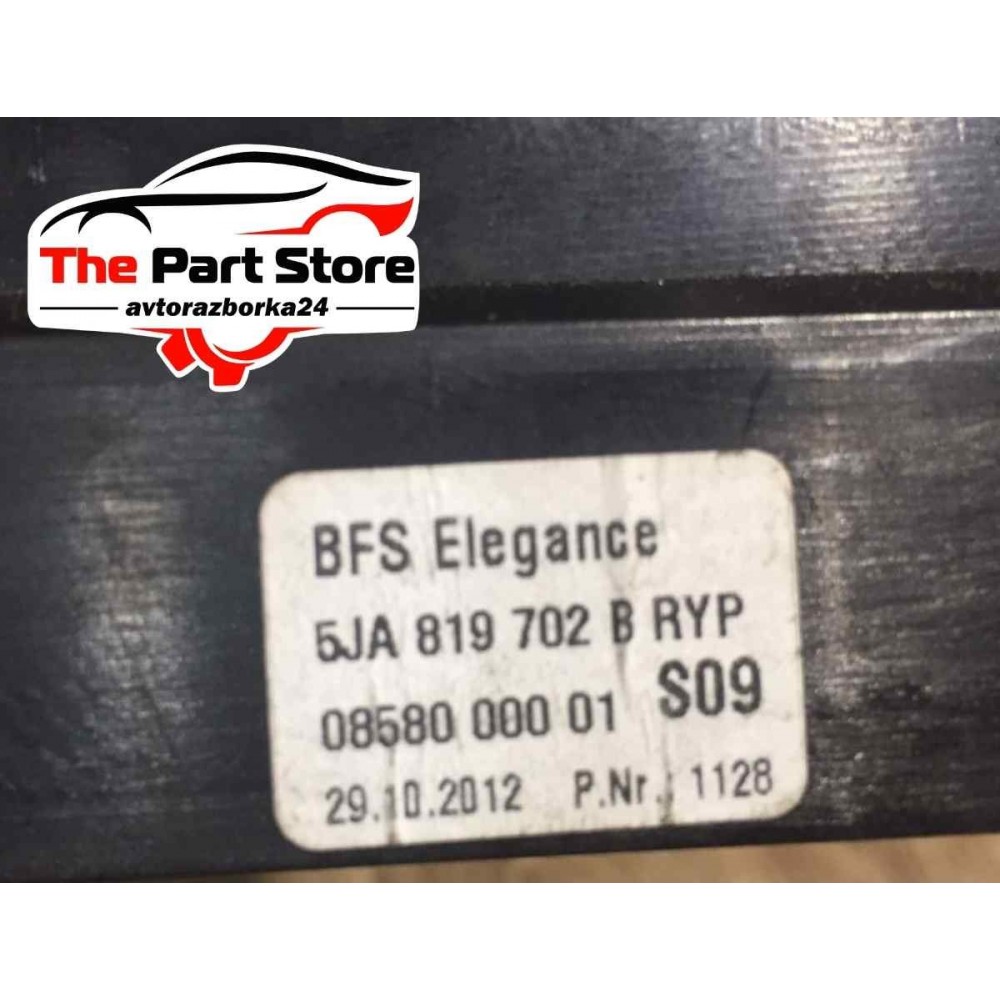 The Part Store
avtorazborka24
BFS Elegance
5JA 819 702 B RYP
08580 000 01 S09
29.10.2012 P.Nr.: 1128